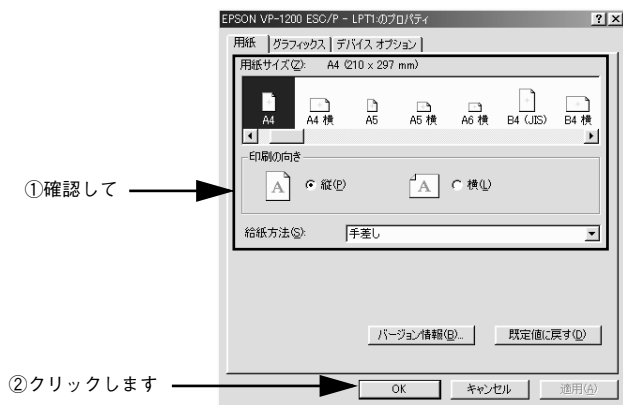 EPSON VP-1200 ESC/P - LPT1:のプロパティ
用紙 グラフィックス デバイス オプション
用紙サイズ(Z): A4 (210 x 297 mm)
A4 A4 横 A5 A5 横 A6 横 B4 (JIS) B4 横
印刷の向き
A 縦(P) A 横(L)
①確認して
給紙方法(S): 手差し
バージョン情報(B)... 既定値に戻す(D)
②クリックします
OK キャンセル 適用(A)